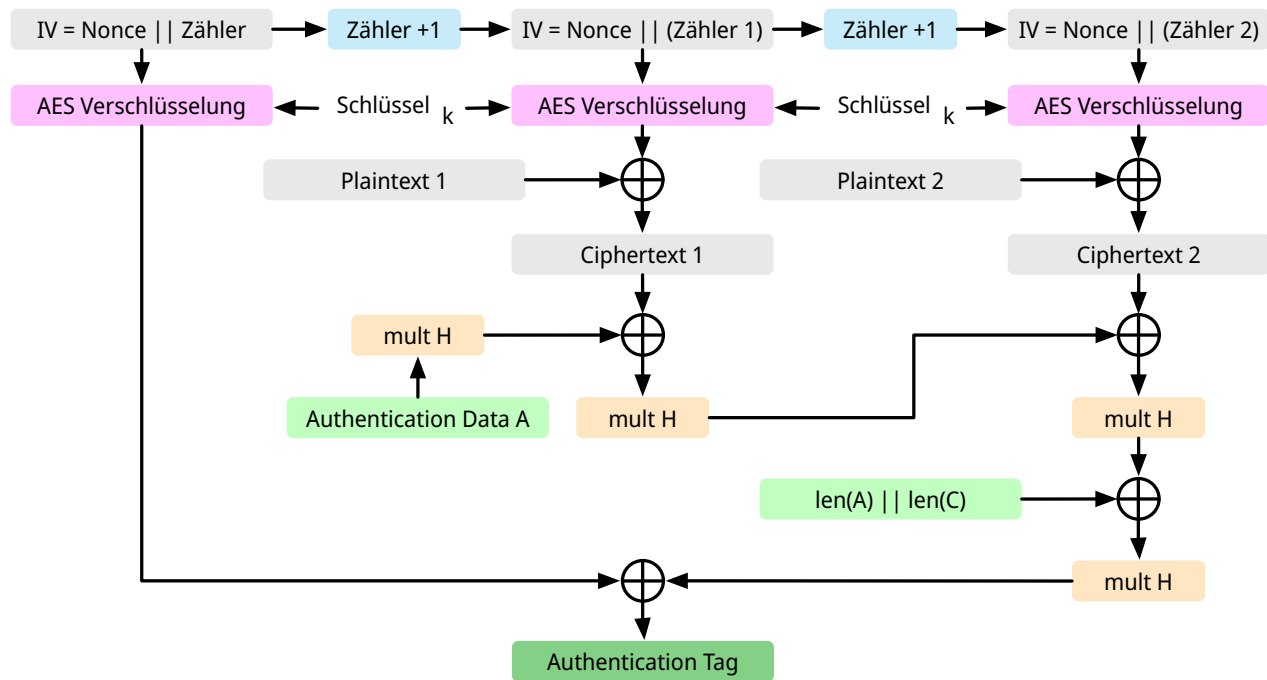 IV = Nonce || Zähler
Zähler +1
IV = Nonce || (Zähler 1)
Zähler +1
IV = Nonce || (Zähler 2)
AES Verschlüsselung
Schlüssel k
AES Verschlüsselung
Schlüssel k
AES Verschlüsselung
Plaintext 1
Plaintext 2
Ciphertext 1
Ciphertext 2
mult H
Authentication Data A
mult H
mult H
len(A) || len(C)
mult H
Authentication Tag